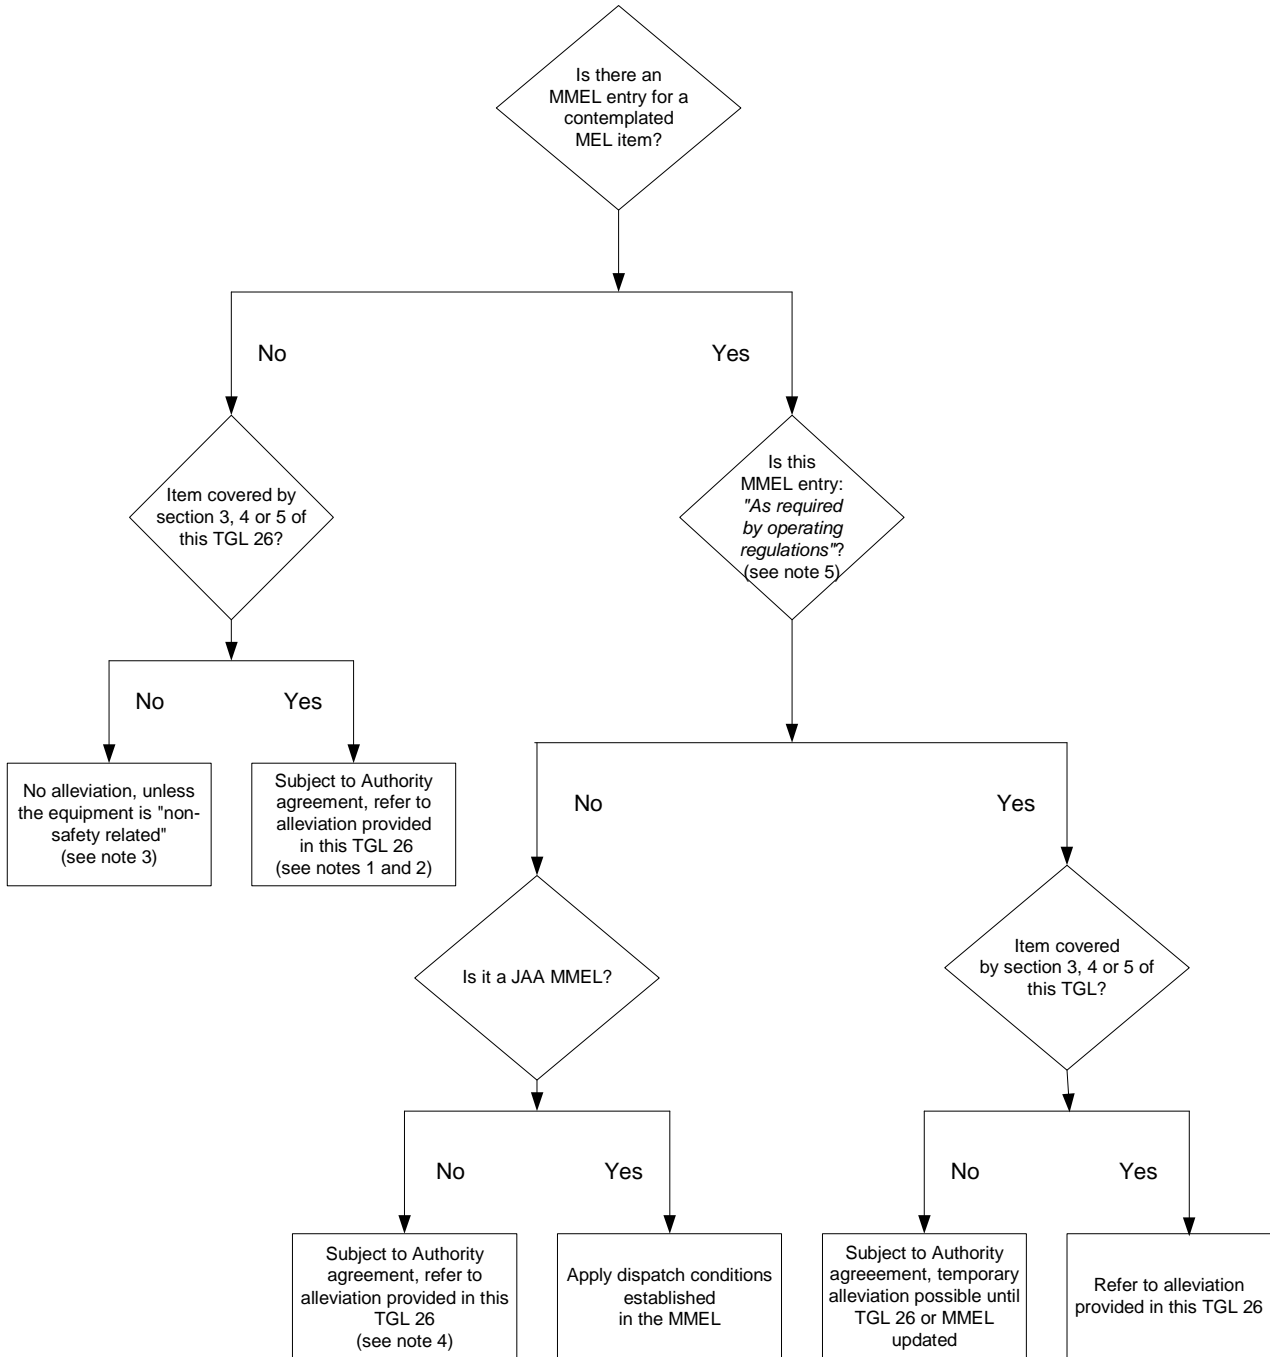 Is there an
MMEL entry for a
contemplated
MEL item?
No
Yes
Item covered by
section 3, 4 or 5 of
this TGL 26?
Is this
MMEL entry:
"As required
by operating
regulations"?
(see note 5)
No
Yes
No alleviation, unless
the equipment is "non-
safety related"
(see note 3)
Subject to Authority
agreement, refer to
alleviation provided
in this TGL 26
(see notes 1 and 2)
No
Yes
Is it a JAA MMEL?
Item covered
by section 3, 4 or 5 of
this TGL?
No
Yes
No
Yes
Subject to Authority
agreement, refer to
alleviation provided in this
TGL 26
(see note 4)
Apply dispatch conditions
established
in the MMEL
Subject to Authority
agreeement, temporary
alleviation possible until
TGL 26 or MMEL
updated
Refer to alleviation
provided in this TGL 26